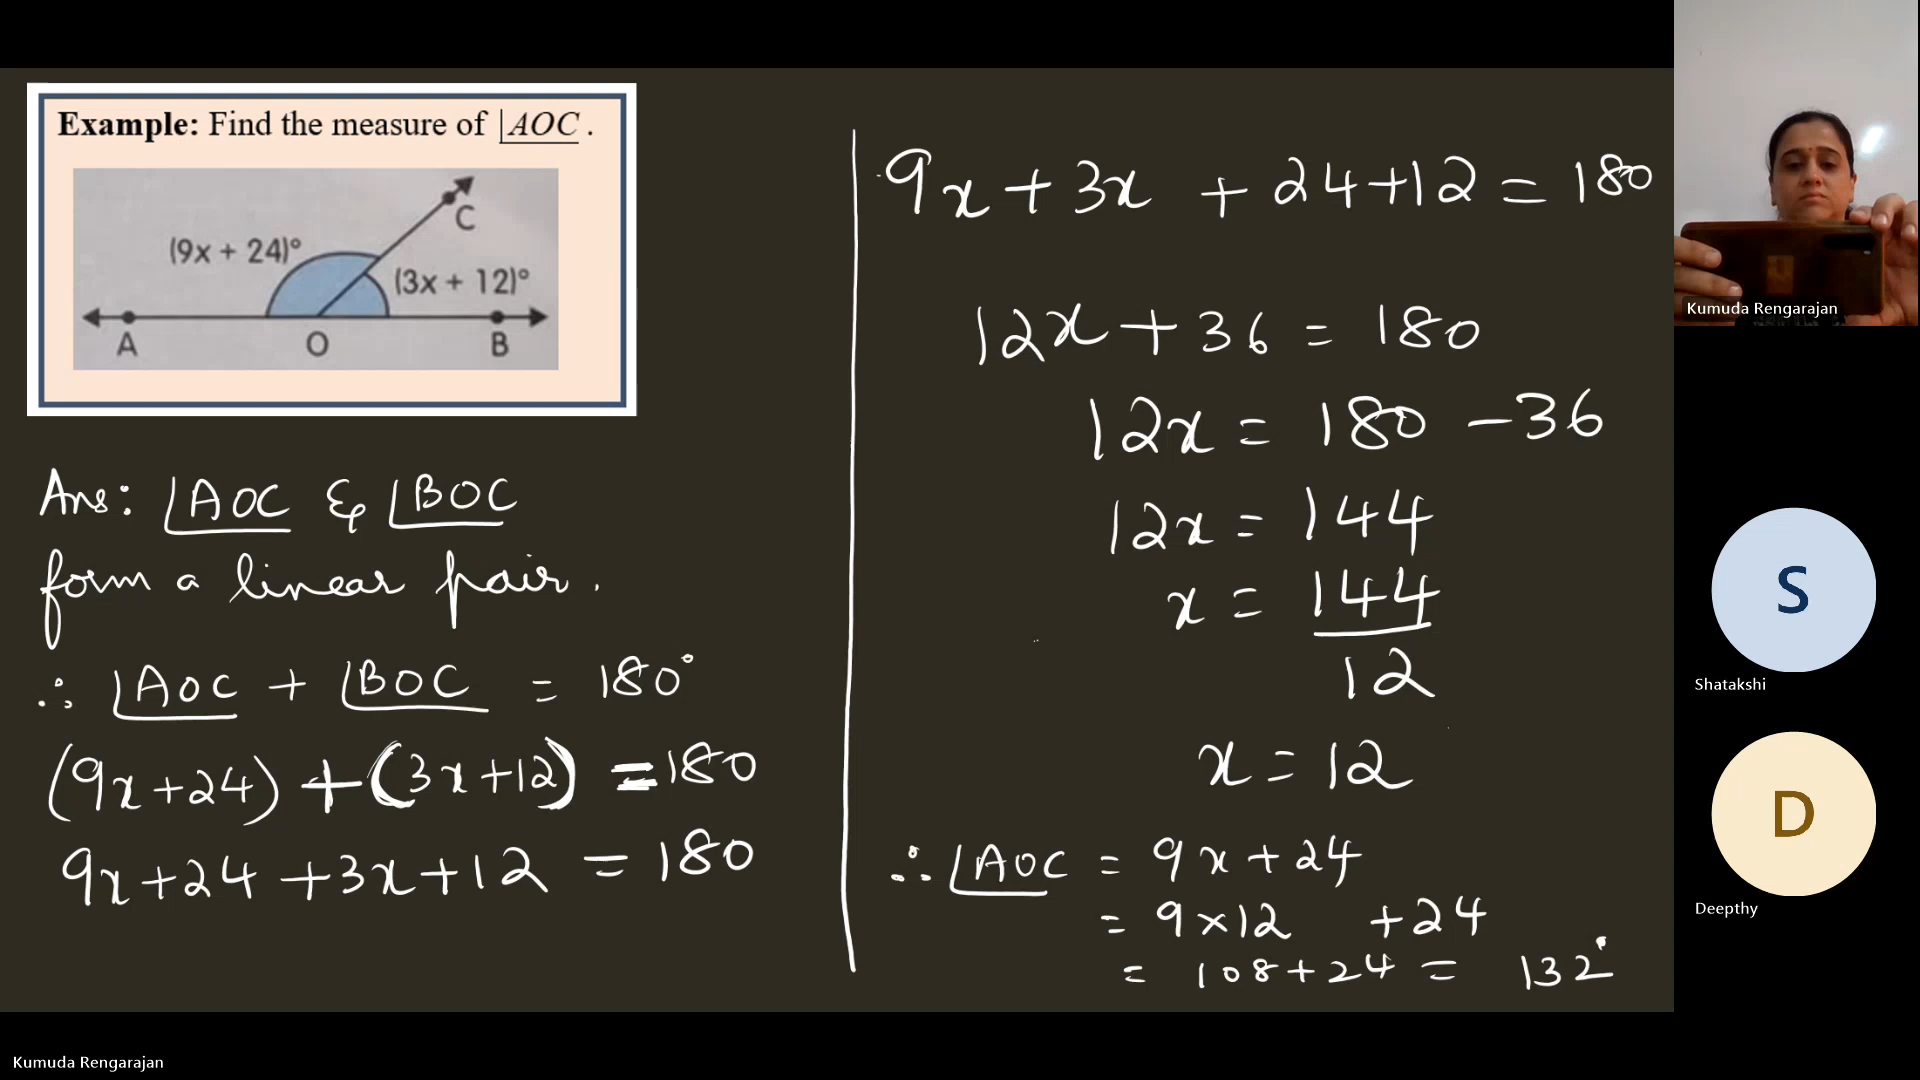 Example: Find the measure of ∠AOC.
(9x + 24)°
C
(3x + 12)°
A
O
B
Ans: ∠AOC & ∠BOC
form a linear pair.
∴ ∠AOC + ∠BOC = 180°
(9x+24) + (3x+12) = 180
9x+24 +3x+12 = 180
9x + 3x + 24+12 = 180
12x + 36 = 180
12x = 180 - 36
12x = 144
x = 144
12
x = 12
∴ ∠AOC = 9x+24
= 9×12 +24
= 108+24 = 132°
Kumuda Rengarajan
S
Shatakshi
D
Deepthy
Kumuda Rengarajan